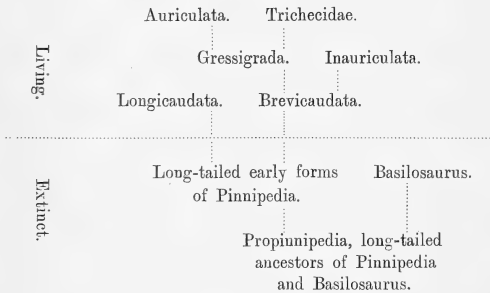 Auriculata. Trichecidae.
Living.
Gressigrada. Inauriculata.
Longicaudata. Brevicaudata.
Extinct.
Long-tailed early forms
of Pinnipedia.
Basilosaurus.
Propinnipedia, long-tailed
ancestors of Pinnipedia
and Basilosaurus.